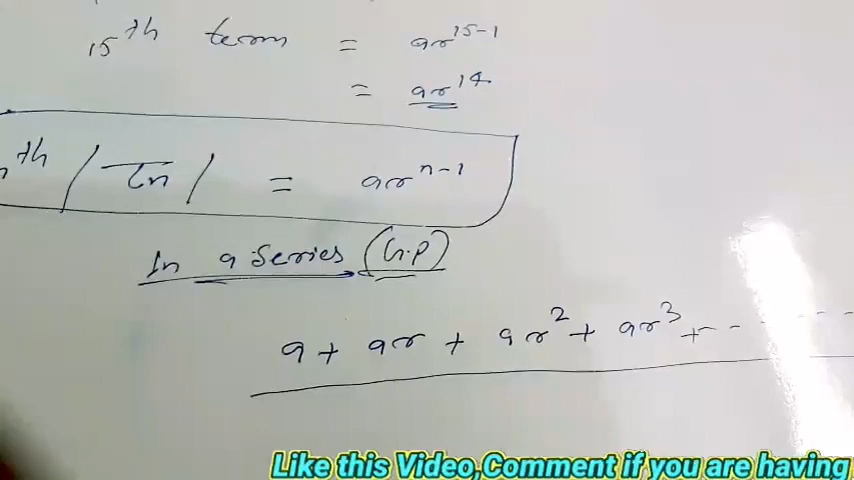 15th term = ar^15-1
= ar^14
nth / Tn / = ar^n-1
In a Series (G.P)
a + ar + ar^2 + ar^3 + - - - - - -
Like this Video,Comment if you are having